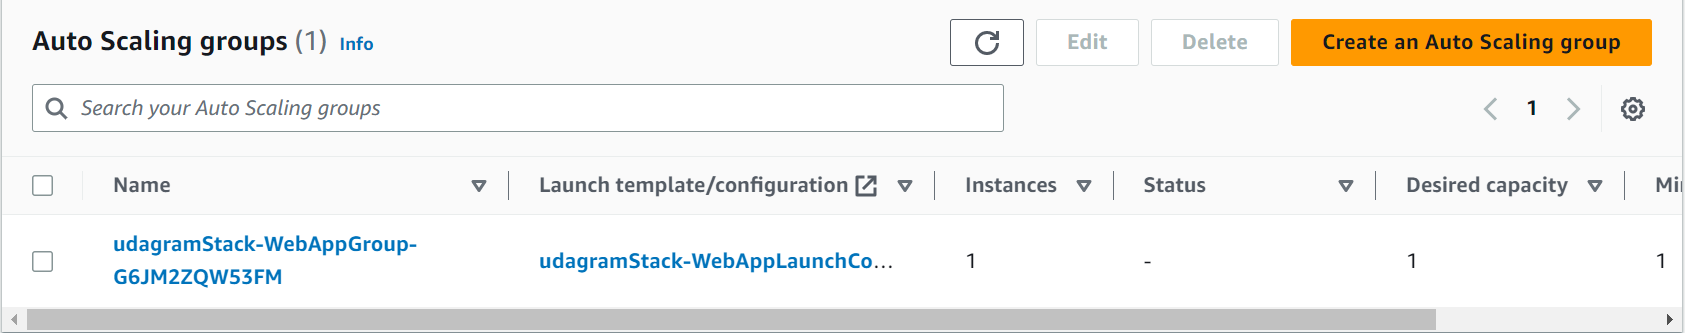 Auto Scaling groups (1) Info
Edit
Delete
Create an Auto Scaling group
Search your Auto Scaling groups
1
Name
Launch template/configuration
Instances
Status
Desired capacity
udagramStack-WebAppGroup-
G6JM2ZQW53FM
udagramStack-WebAppLaunchCo...
1
-
1
1